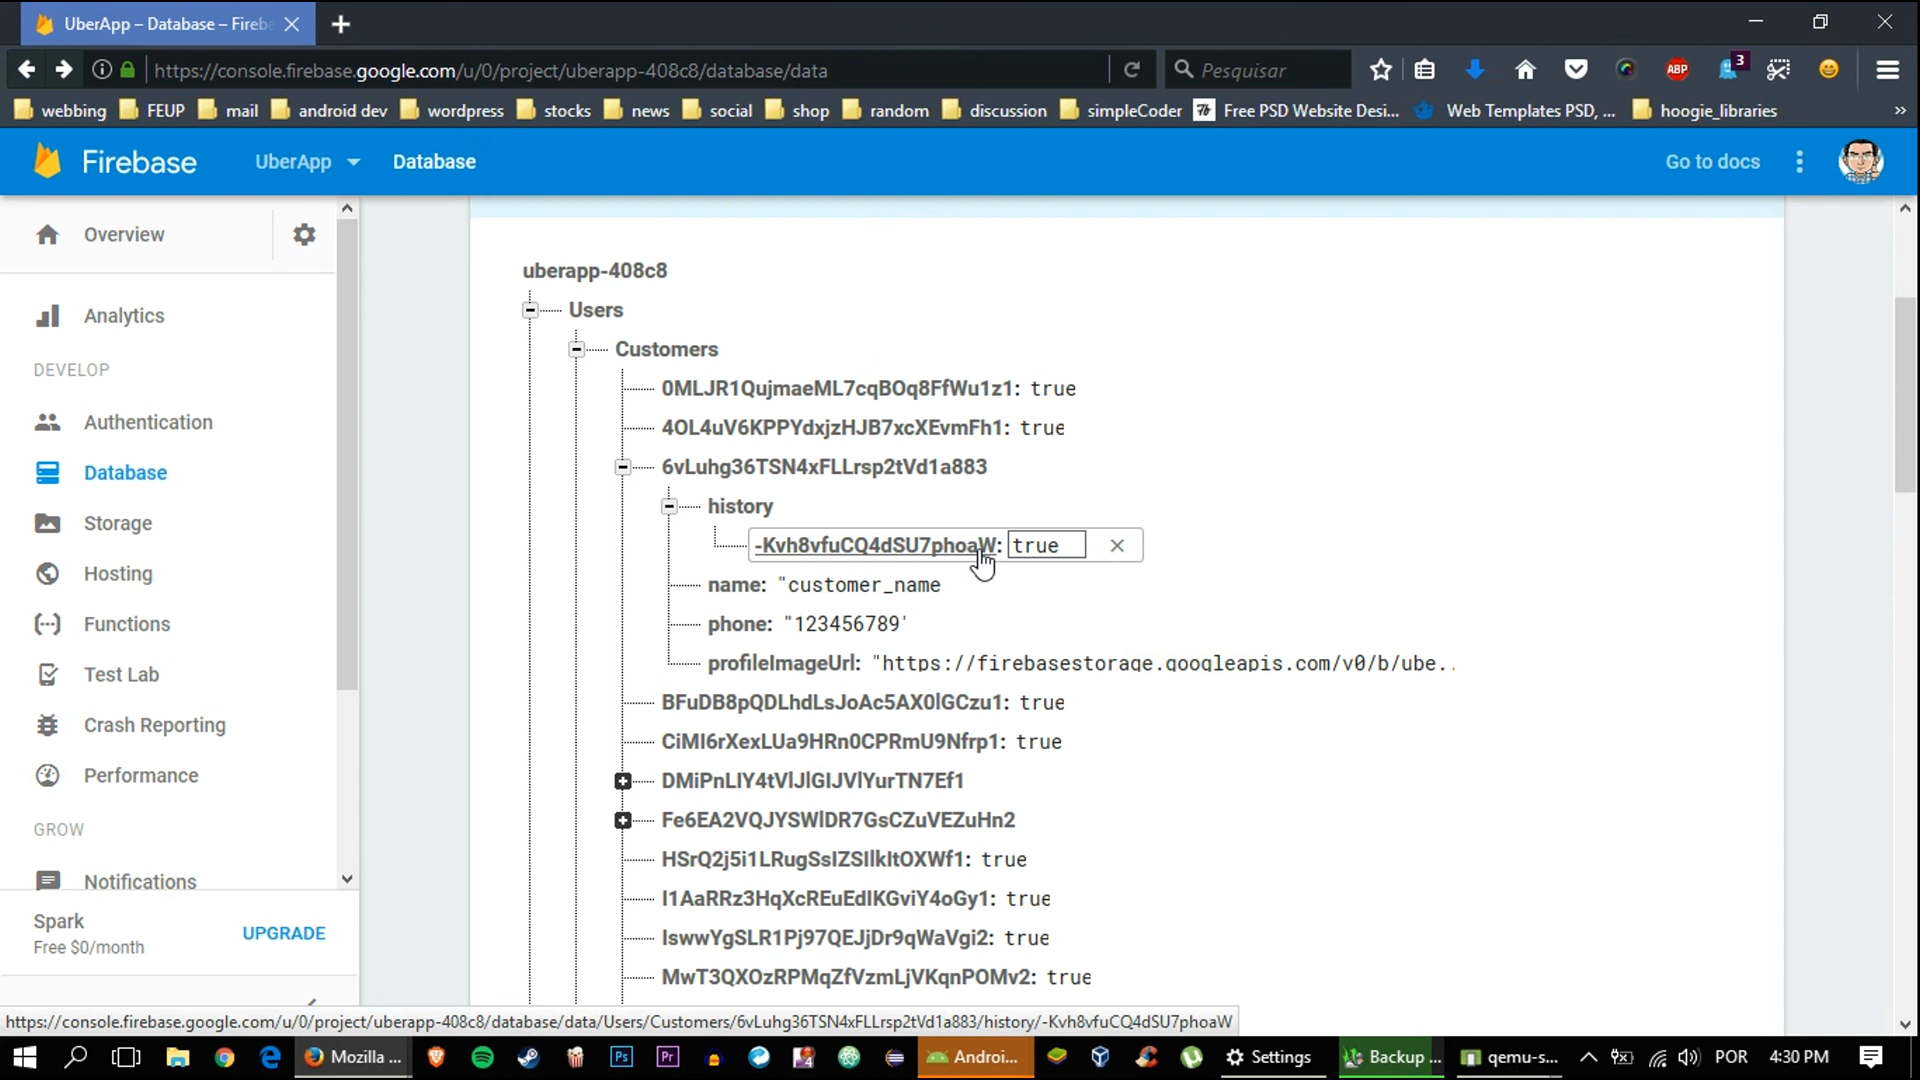 UberApp – Database – Fireba
https://console.firebase.google.com/u/0/project/uberapp-408c8/database/data
Pesquisar
ABP
3
webbing
FEUP
mail
android dev
wordpress
stocks
news
social
shop
random
discussion
simpleCoder
Free PSD Website Desi...
Web Templates PSD, ...
hoogie_libraries
Firebase
UberApp
Database
Go to docs
Overview
Analytics
DEVELOP
Authentication
Database
Storage
Hosting
Functions
Test Lab
Crash Reporting
Performance
GROW
Notifications
Spark
Free $0/month
UPGRADE
uberapp-408c8
Users
Customers
0MLJR1QujmaeML7cqBOq8FfWu1z1: true
4OL4uV6KPPYdxjzHJB7xcXEvmFh1: true
6vLuhg36TSN4xFLLrsp2tVd1a883
history
-Kvh8vfuCQ4dSU7phoaW: true
name: "customer_name
phone: "123456789'
profileImageUrl: "https://firebasestorage.googleapis.com/v0/b/ube..
BFuDB8pQDLhdLsJoAc5AX0lGCzu1: true
CiMI6rXexLUa9HRn0CPRmU9Nfrp1: true
DMiPnLIY4tVlJlGIJVlYurTN7Ef1
Fe6EA2VQJYSWlDR7GsCZuVEZuHn2
HSrQ2j5i1LRugSsIZSIlkItOXWf1: true
I1AaRRz3HqXcREuEdIKGviY4oGy1: true
IswwYgSLR1Pj97QEJjDr9qWaVgi2: true
MwT3QXOzRPMqZfVzmLjVKqnPOMv2: true
https://console.firebase.google.com/u/0/project/uberapp-408c8/database/data/Users/Customers/6vLuhg36TSN4xFLLrsp2tVd1a883/history/-Kvh8vfuCQ4dSU7phoaW
Mozilla ...
Ps
Pr
Androi...
Settings
Backup ...
qemu-s...
POR
4:30 PM